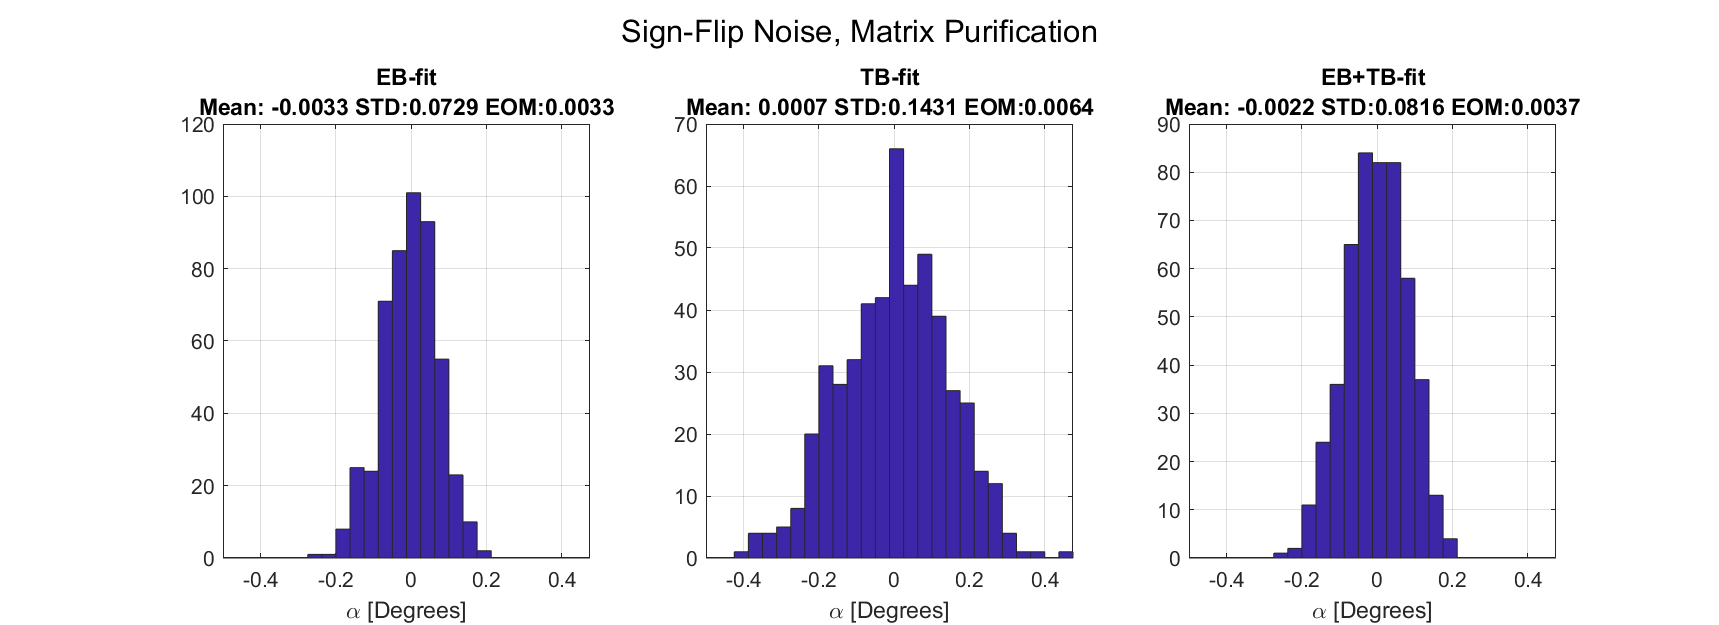 Sign-Flip Noise, Matrix Purification
EB-fit
Mean: -0.0033 STD:0.0729 EOM:0.0033
120
100
80
60
40
20
0
-0.4 -0.2 0 0.2 0.4
α [Degrees]
TB-fit
Mean: 0.0007 STD:0.1431 EOM:0.0064
70
60
50
40
30
20
10
0
-0.4 -0.2 0 0.2 0.4
α [Degrees]
EB+TB-fit
Mean: -0.0022 STD:0.0816 EOM:0.0037
90
80
70
60
50
40
30
20
10
0
-0.4 -0.2 0 0.2 0.4
α [Degrees]